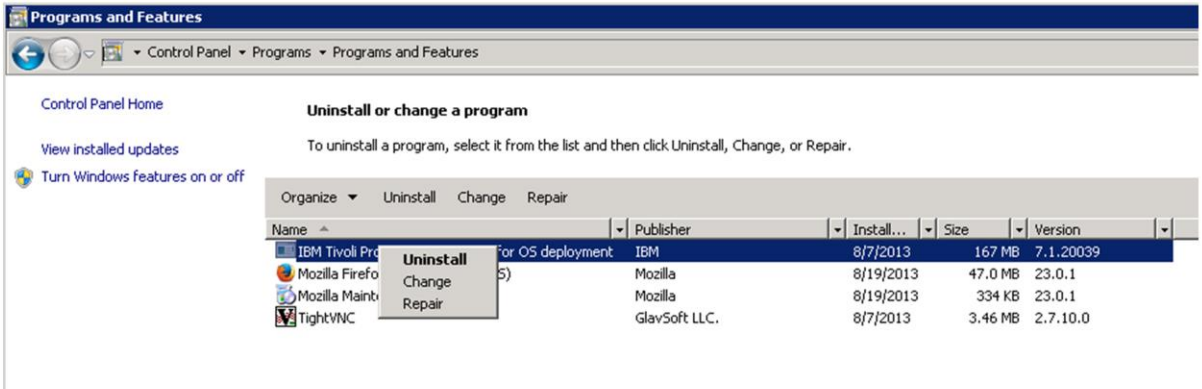 Programs and Features
Control Panel Programs Programs and Features
Control Panel Home
Uninstall or change a program
View installed updates
To uninstall a program, select it from the list and then click Uninstall, Change, or Repair.
Turn Windows features on or off
Organize Uninstall Change Repair
Name Publisher Install... Size Version
IBM Tivoli Pro for OS deployment IBM 8/7/2013 167 MB 7.1.20039
Uninstall
Mozilla Firefo S) Mozilla 8/19/2013 47.0 MB 23.0.1
Change
Mozilla Maint Mozilla 8/19/2013 334 KB 23.0.1
Repair
TightVNC GlavSoft LLC. 8/7/2013 3.46 MB 2.7.10.0